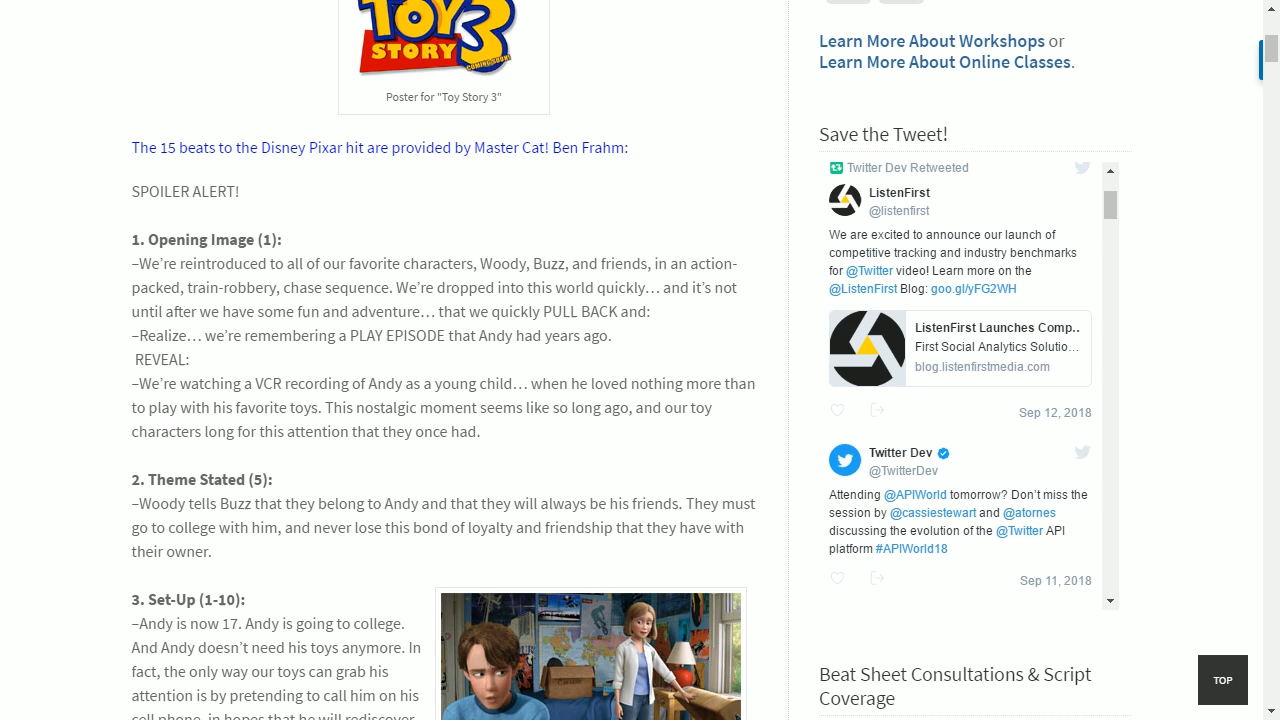 TOY
STORY 3
COMING SOON!
Poster for "Toy Story 3"
The 15 beats to the Disney Pixar hit are provided by Master Cat! Ben Frahm:
SPOILER ALERT!
1. Opening Image (1):
–We’re reintroduced to all of our favorite characters, Woody, Buzz, and friends, in an action-
packed, train-robbery, chase sequence. We’re dropped into this world quickly… and it’s not
until after we have some fun and adventure… that we quickly PULL BACK and:
–Realize… we’re remembering a PLAY EPISODE that Andy had years ago.
REVEAL:
–We’re watching a VCR recording of Andy as a young child… when he loved nothing more than
to play with his favorite toys. This nostalgic moment seems like so long ago, and our toy
characters long for this attention that they once had.
2. Theme Stated (5):
–Woody tells Buzz that they belong to Andy and that they will always be his friends. They must
go to college with him, and never lose this bond of loyalty and friendship that they have with
their owner.
3. Set-Up (1-10):
–Andy is now 17. Andy is going to college.
And Andy doesn’t need his toys anymore. In
fact, the only way our toys can grab his
attention is by pretending to call him on his
cell phone, in hopes that he will rediscover
Learn More About Workshops or
Learn More About Online Classes.
Save the Tweet!
Twitter Dev Retweeted
ListenFirst
@listenfirst
We are excited to announce our launch of
competitive tracking and industry benchmarks
for @Twitter video! Learn more on the
@ListenFirst Blog: goo.gl/yFG2WH
ListenFirst Launches Comp..
First Social Analytics Solutio…
blog.listenfirstmedia.com
Sep 12, 2018
Twitter Dev
@TwitterDev
Attending @APIWorld tomorrow? Don’t miss the
session by @cassiestewart and @atornes
discussing the evolution of the @Twitter API
platform #APIWorld18
Sep 11, 2018
Beat Sheet Consultations & Script
Coverage
TOP